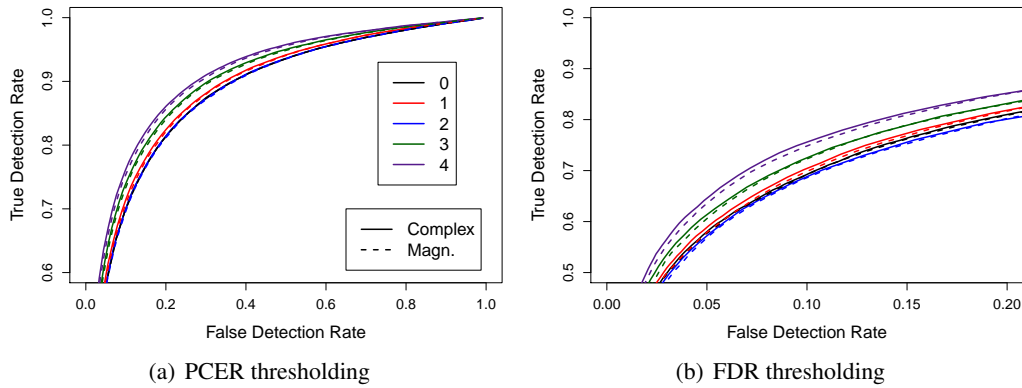 True Detection Rate
1.0
0.9
0.8
0.7
0.6
0
1
2
3
4
Complex
Magn.
0.0 0.2 0.4 0.6 0.8 1.0
False Detection Rate
(a) PCER thresholding
True Detection Rate
1.0
0.9
0.8
0.7
0.6
0.5
0.00 0.05 0.10 0.15 0.20
False Detection Rate
(b) FDR thresholding